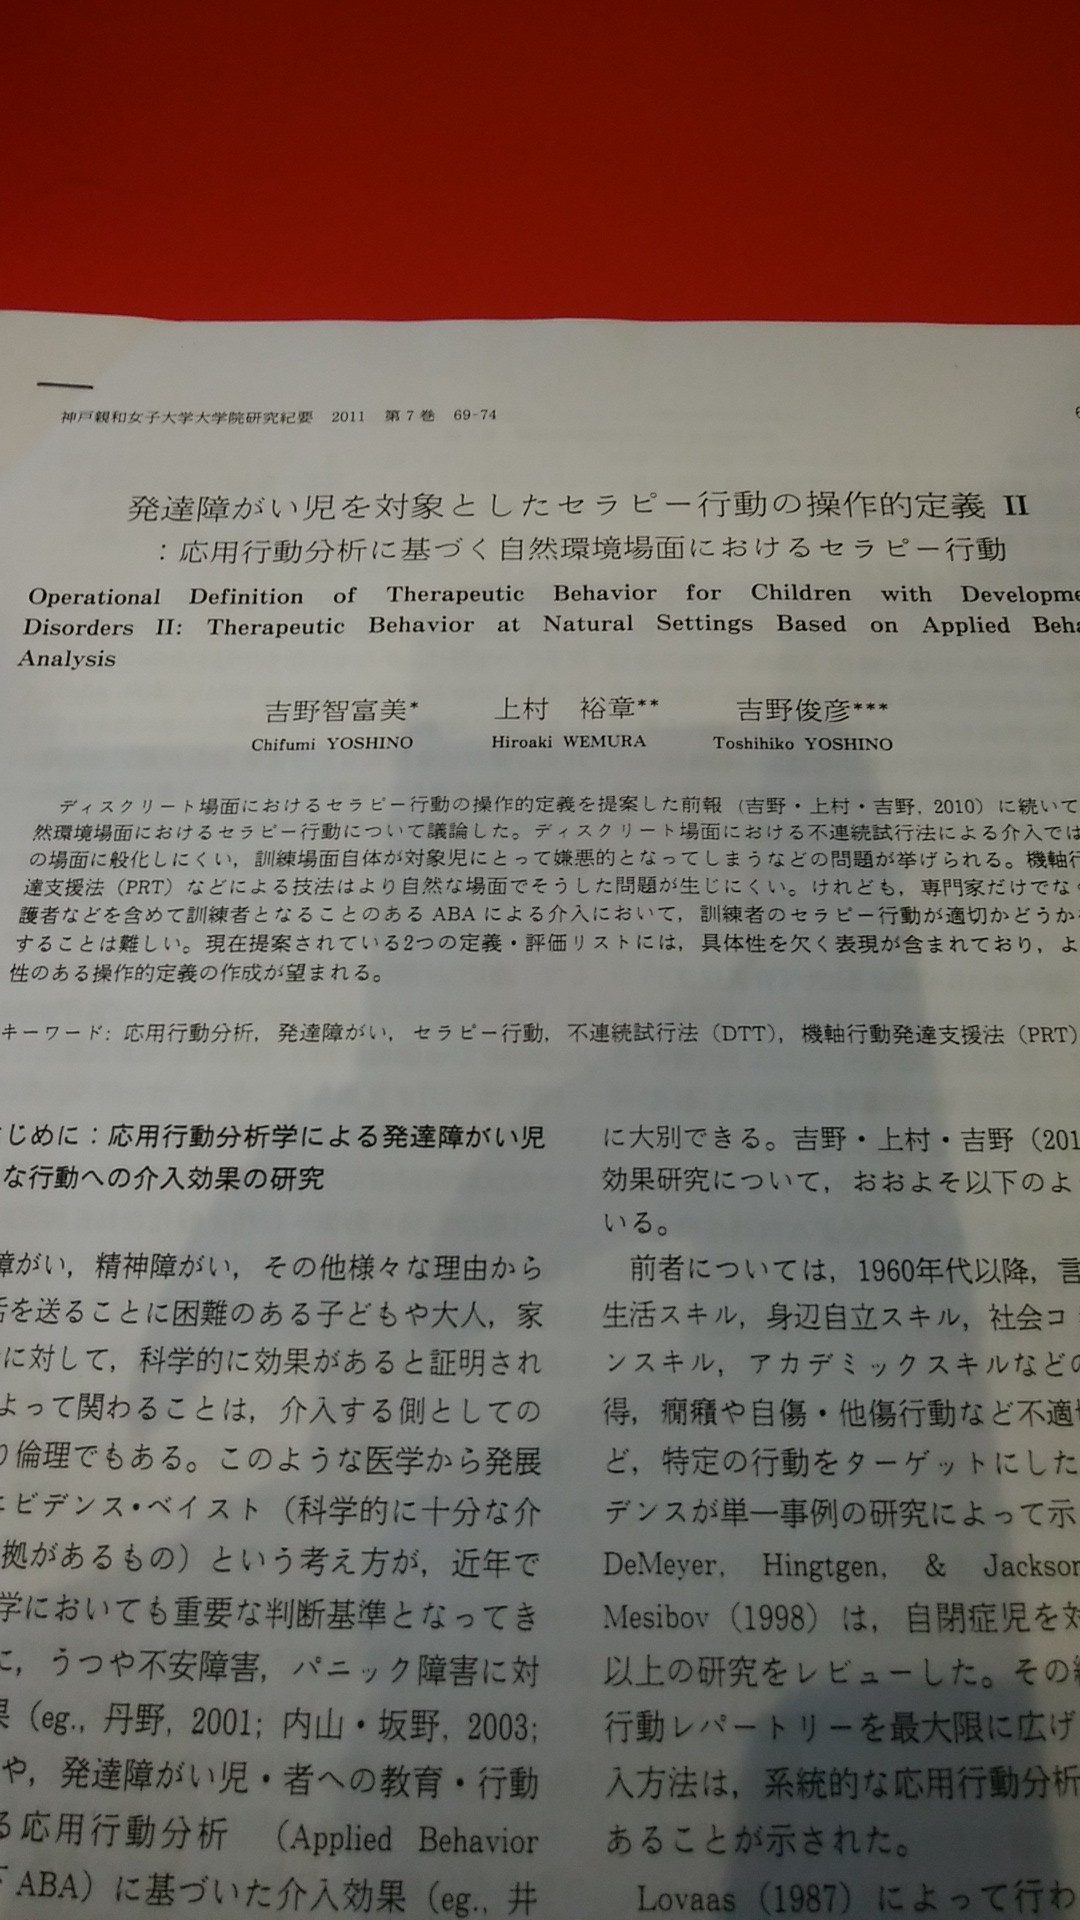 神戸親和女子大学大学院研究紀要 2011 第7巻 69-74
発達障がい児を対象としたセラピー行動の操作的定義 II
：応用行動分析に基づく自然環境場面におけるセラピー行動
Operational Definition of Therapeutic Behavior for Children with Developme
Disorders II: Therapeutic Behavior at Natural Settings Based on Applied Beha
Analysis
吉野智富美* 上村 裕章** 吉野俊彦***
Chifumi YOSHINO Hiroaki WEMURA Toshihiko YOSHINO
ディスクリート場面におけるセラピー行動の操作的定義を提案した前報（吉野・上村・吉野, 2010）に続いて
然環境場面におけるセラピー行動について議論した。ディスクリート場面における不連続試行法による介入では
の場面に般化しにくい，訓練場面自体が対象児にとって嫌悪的となってしまうなどの問題が挙げられる。機軸行
達支援法（PRT）などによる技法はより自然な場面でそうした問題が生じにくい。けれども，専門家だけでな
護者などを含めて訓練者となることのある ABA による介入において，訓練者のセラピー行動が適切かどうか
することは難しい。現在提案されている2つの定義・評価リストには，具体性を欠く表現が含まれており，よ
性のある操作的定義の作成が望まれる。
キーワード: 応用行動分析，発達障がい，セラピー行動，不連続試行法（DTT），機軸行動発達支援法（PRT）
じめに：応用行動分析学による発達障がい児
な行動への介入効果の研究
障がい，精神障がい，その他様々な理由から
を送ることに困難のある子どもや大人，家
に対して，科学的に効果があると証明され
よって関わることは，介入する側としての
倫理でもある。このような医学から発展
ビデンス・ベイスト（科学的に十分な介
拠があるもの）という考え方が，近年で
学においても重要な判断基準となってき
に，うつや不安障害，パニック障害に対
果（eg., 丹野, 2001; 内山・坂野, 2003;
や，発達障がい児・者への教育・行動
る応用行動分析 （Applied Behavior
ABA）に基づいた介入効果（eg., 井
に大別できる。吉野・上村・吉野（201
効果研究について，おおよそ以下のよ
いる。
前者については，1960年代以降，言
生活スキル，身辺自立スキル，社会コ
ンスキル，アカデミックスキルなどの
得，癇癪や自傷・他傷行動など不適
ど，特定の行動をターゲットにした
デンスが単一事例の研究によって示
DeMeyer, Hingtgen, & Jackson
Mesibov（1998）は，自閉症児を対
以上の研究をレビューした。その
行動レパートリーを最大限に広げ
入方法は，系統的な応用行動分析
あることが示された。
Lovaas（1987）によって行わ